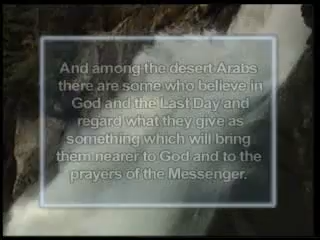 And among the desert Arabs
there are some who believe in
God and the Last Day and
regard what they give as
something which will bring
them nearer to God and to the
prayers of the Messenger.